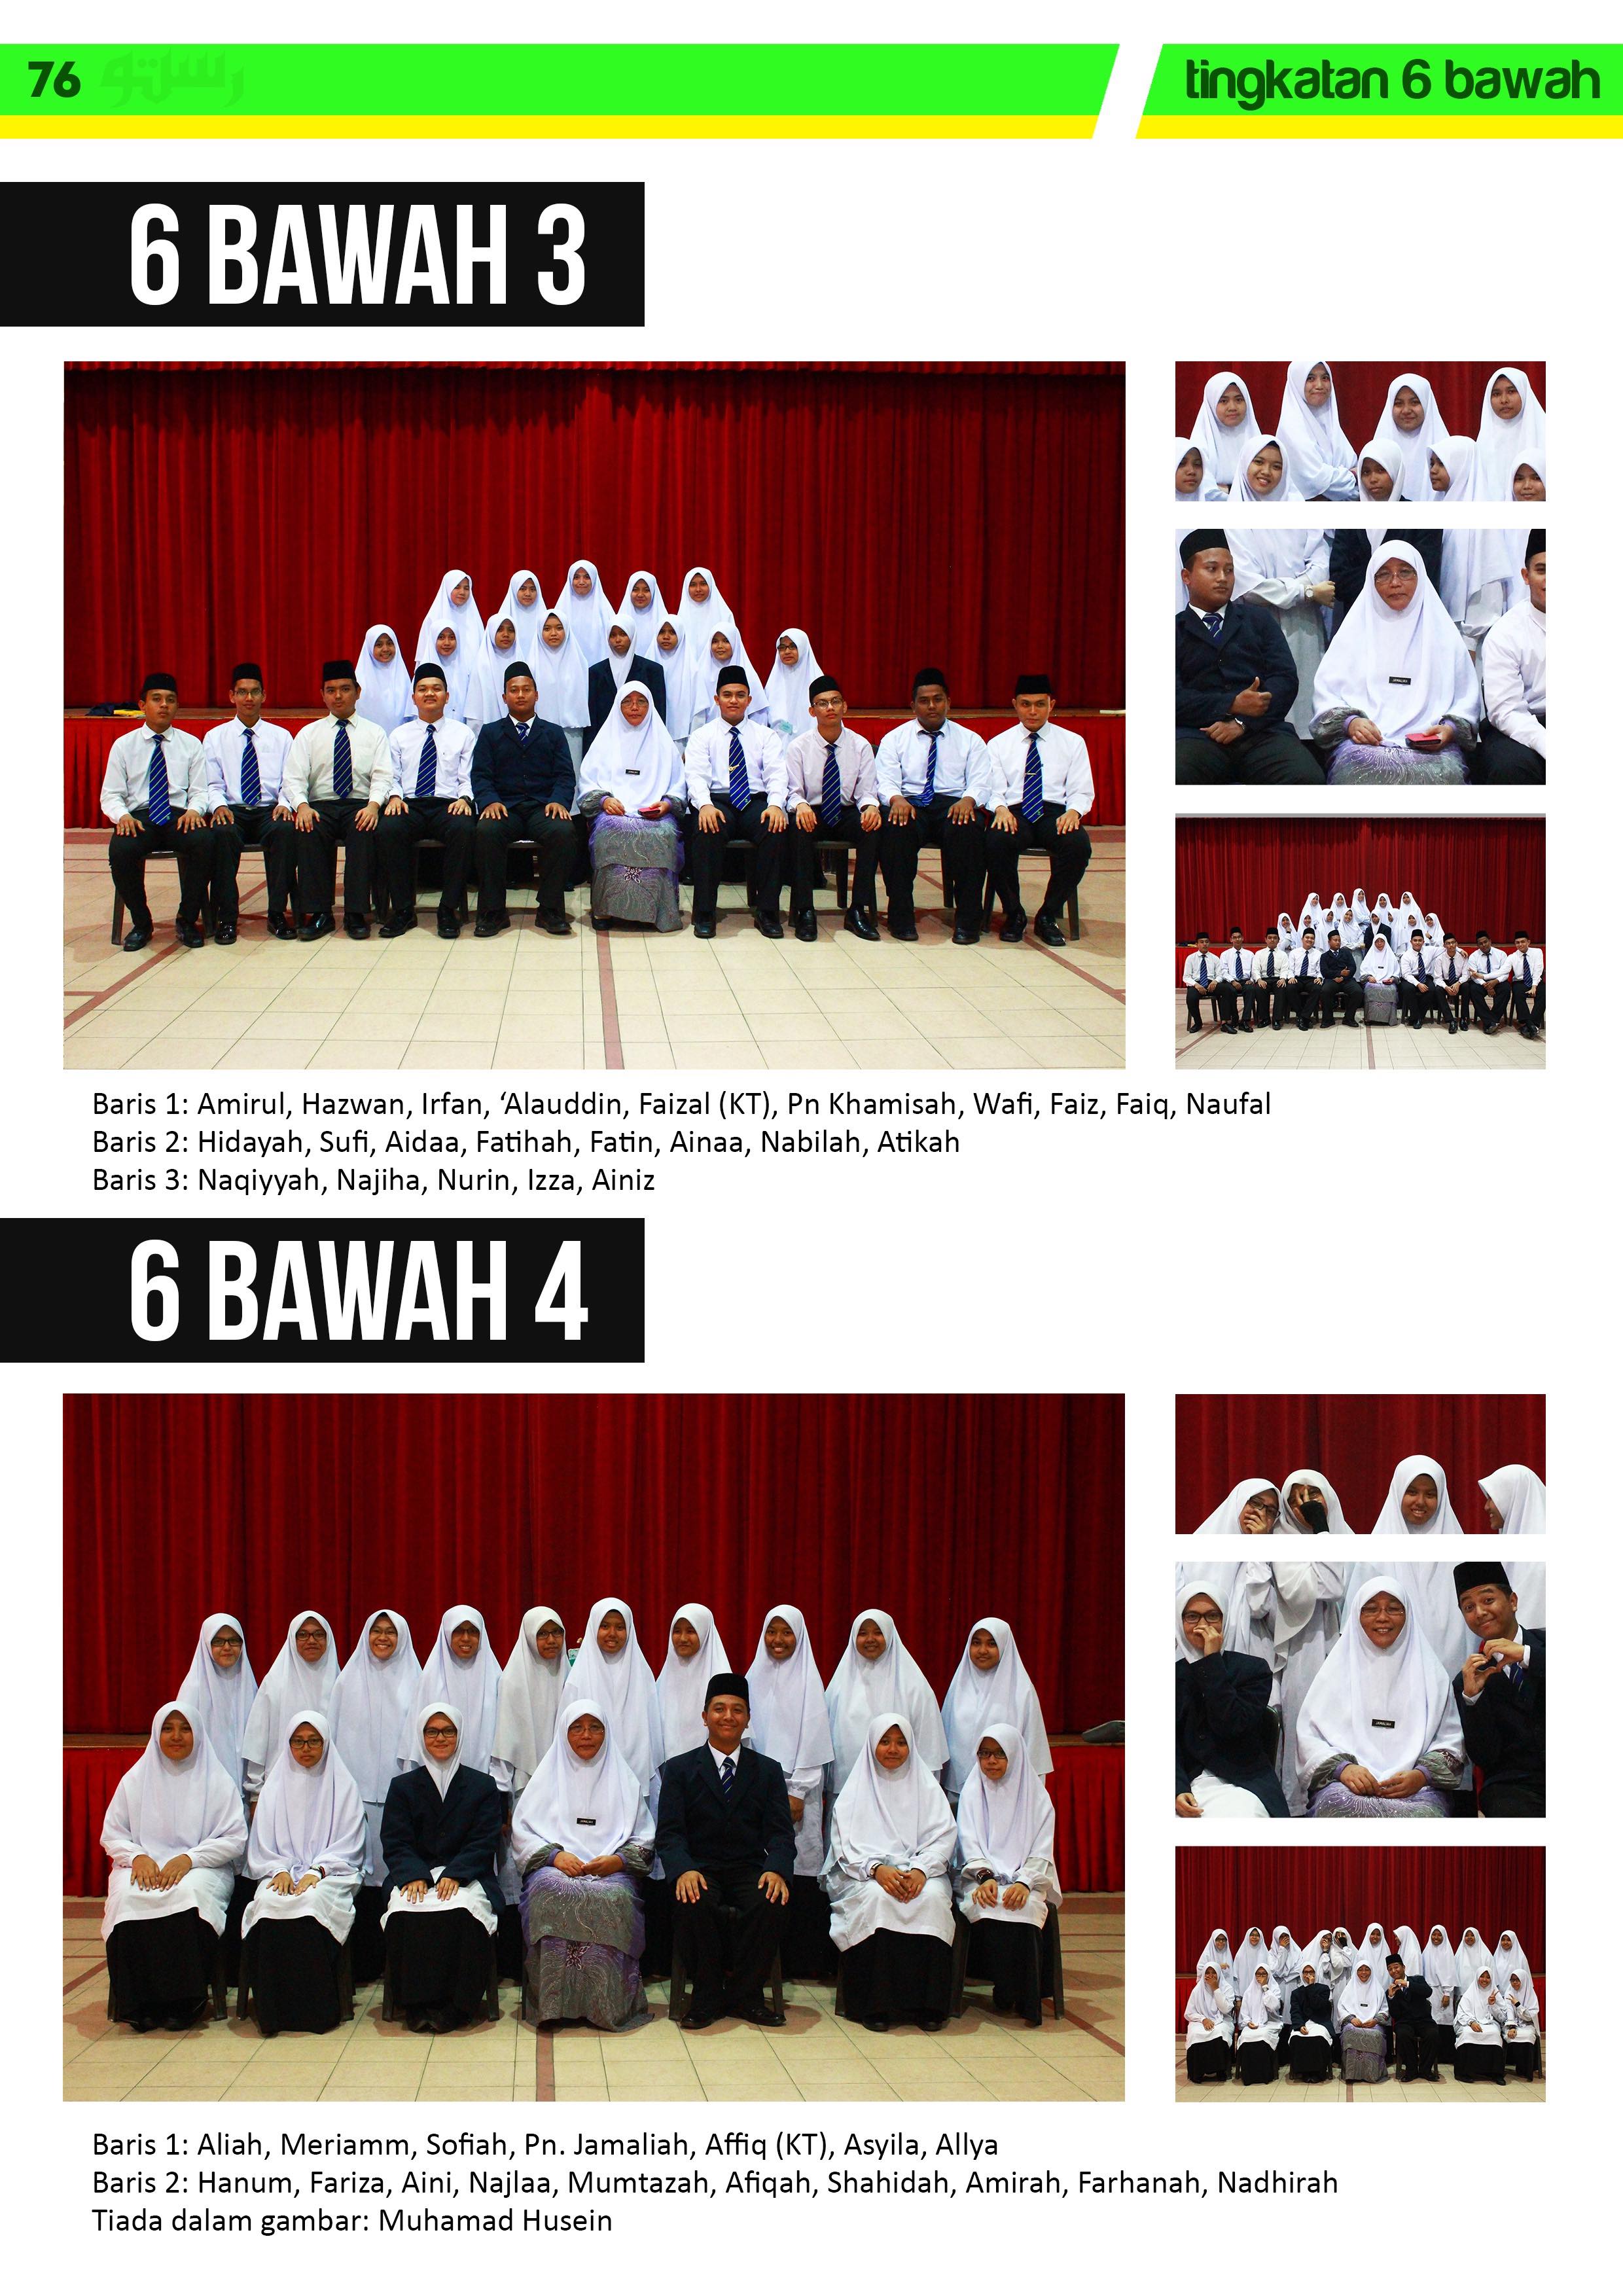 76 رستو
tingkatan 6 bawah
6 BAWAH 3
Baris 1: Amirul, Hazwan, Irfan, ‘Alauddin, Faizal (KT), Pn Khamisah, Wafi, Faiz, Faiq, Naufal
Baris 2: Hidayah, Sufi, Aidaa, Fatihah, Fatin, Ainaa, Nabilah, Atikah
Baris 3: Naqiyyah, Najiha, Nurin, Izza, Ainiz
6 BAWAH 4
JAMALIAH
Baris 1: Aliah, Meriamm, Sofiah, Pn. Jamaliah, Affiq (KT), Asyila, Allya
Baris 2: Hanum, Fariza, Aini, Najlaa, Mumtazah, Afiqah, Shahidah, Amirah, Farhanah, Nadhirah
Tiada dalam gambar: Muhamad Husein